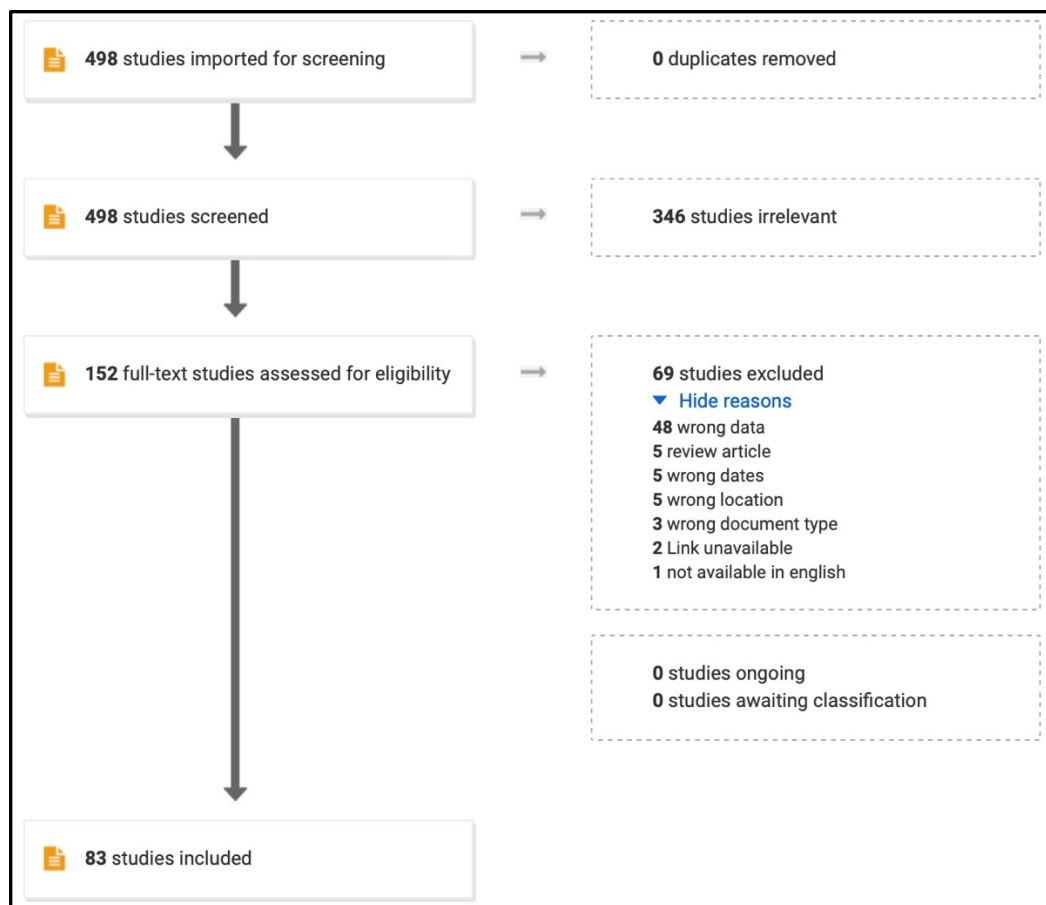 498 studies imported for screening
0 duplicates removed
498 studies screened
346 studies irrelevant
152 full-text studies assessed for eligibility
69 studies excluded
Hide reasons
48 wrong data
5 review article
5 wrong dates
5 wrong location
3 wrong document type
2 Link unavailable
1 not available in english
0 studies ongoing
0 studies awaiting classification
83 studies included